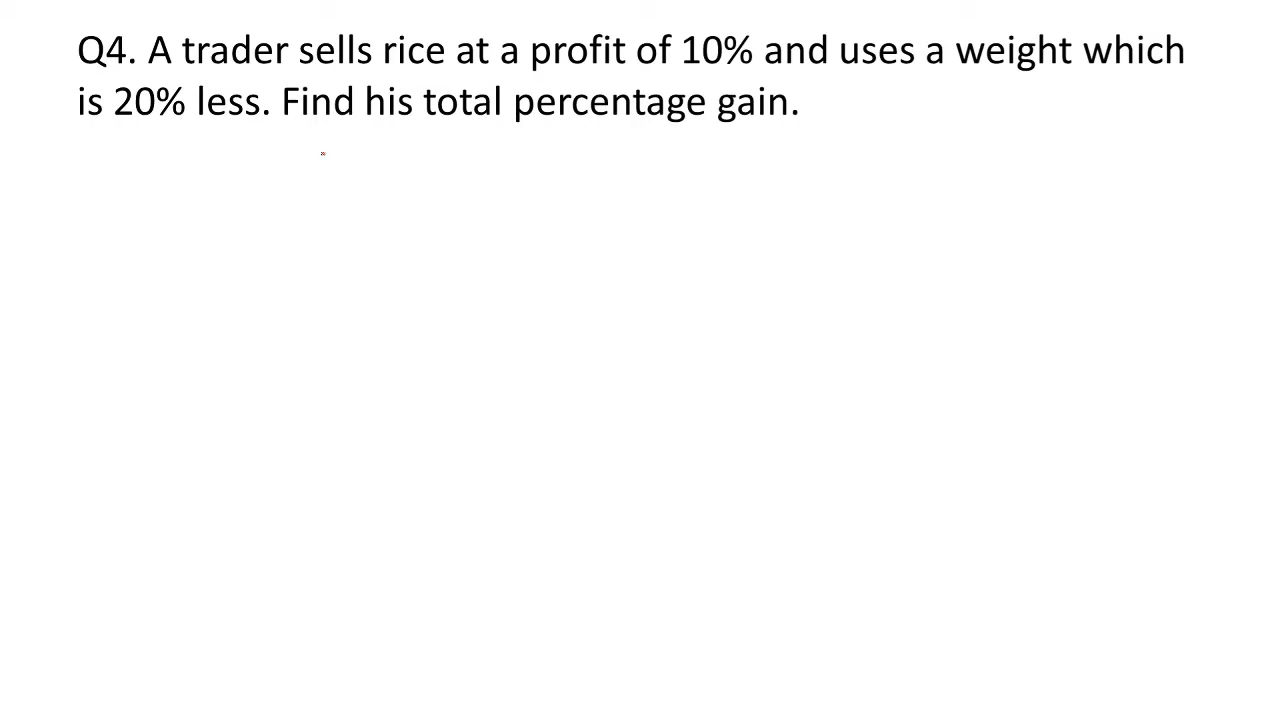 Q4. A trader sells rice at a profit of 10% and uses a weight which
is 20% less. Find his total percentage gain.